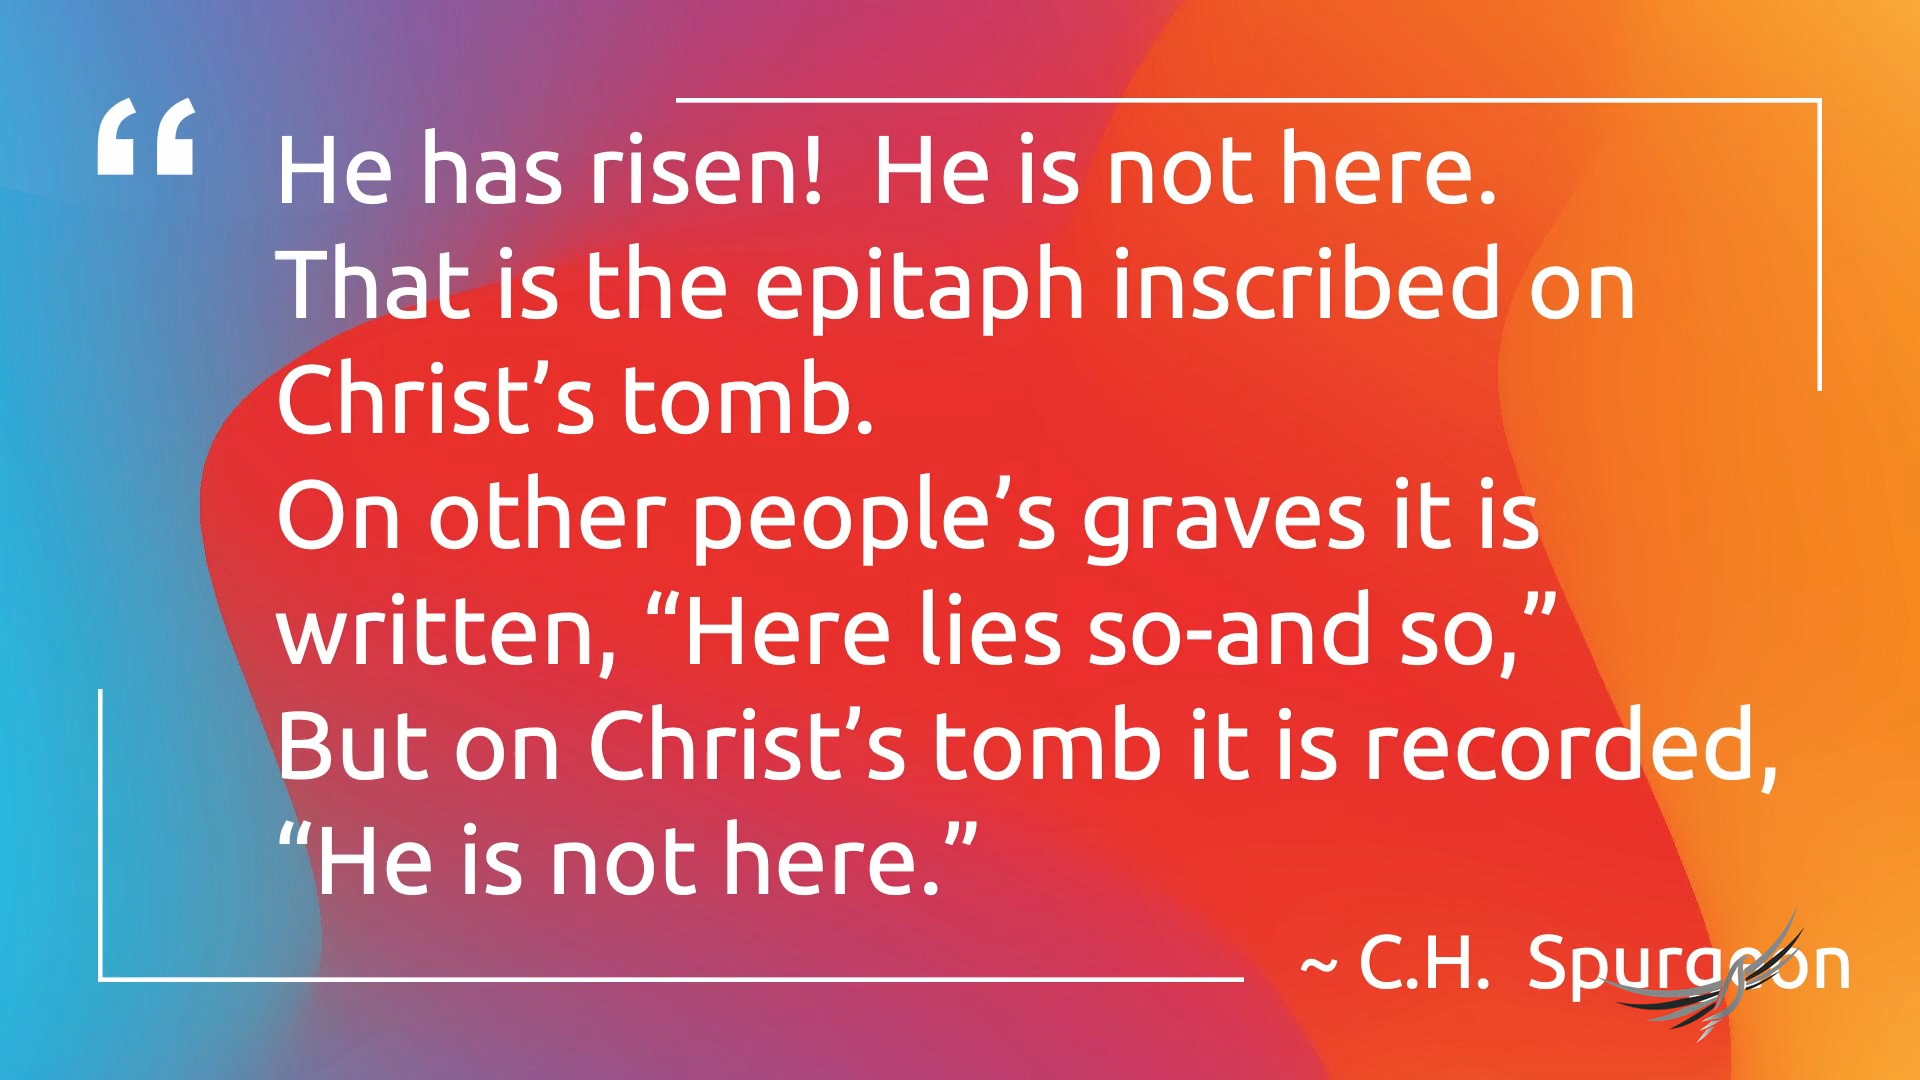 “
He has risen!  He is not here.
That is the epitaph inscribed on
Christ’s tomb.
On other people’s graves it is
written, “Here lies so-and so,”
But on Christ’s tomb it is recorded,
“He is not here.”
~ C.H.  Spurgeon